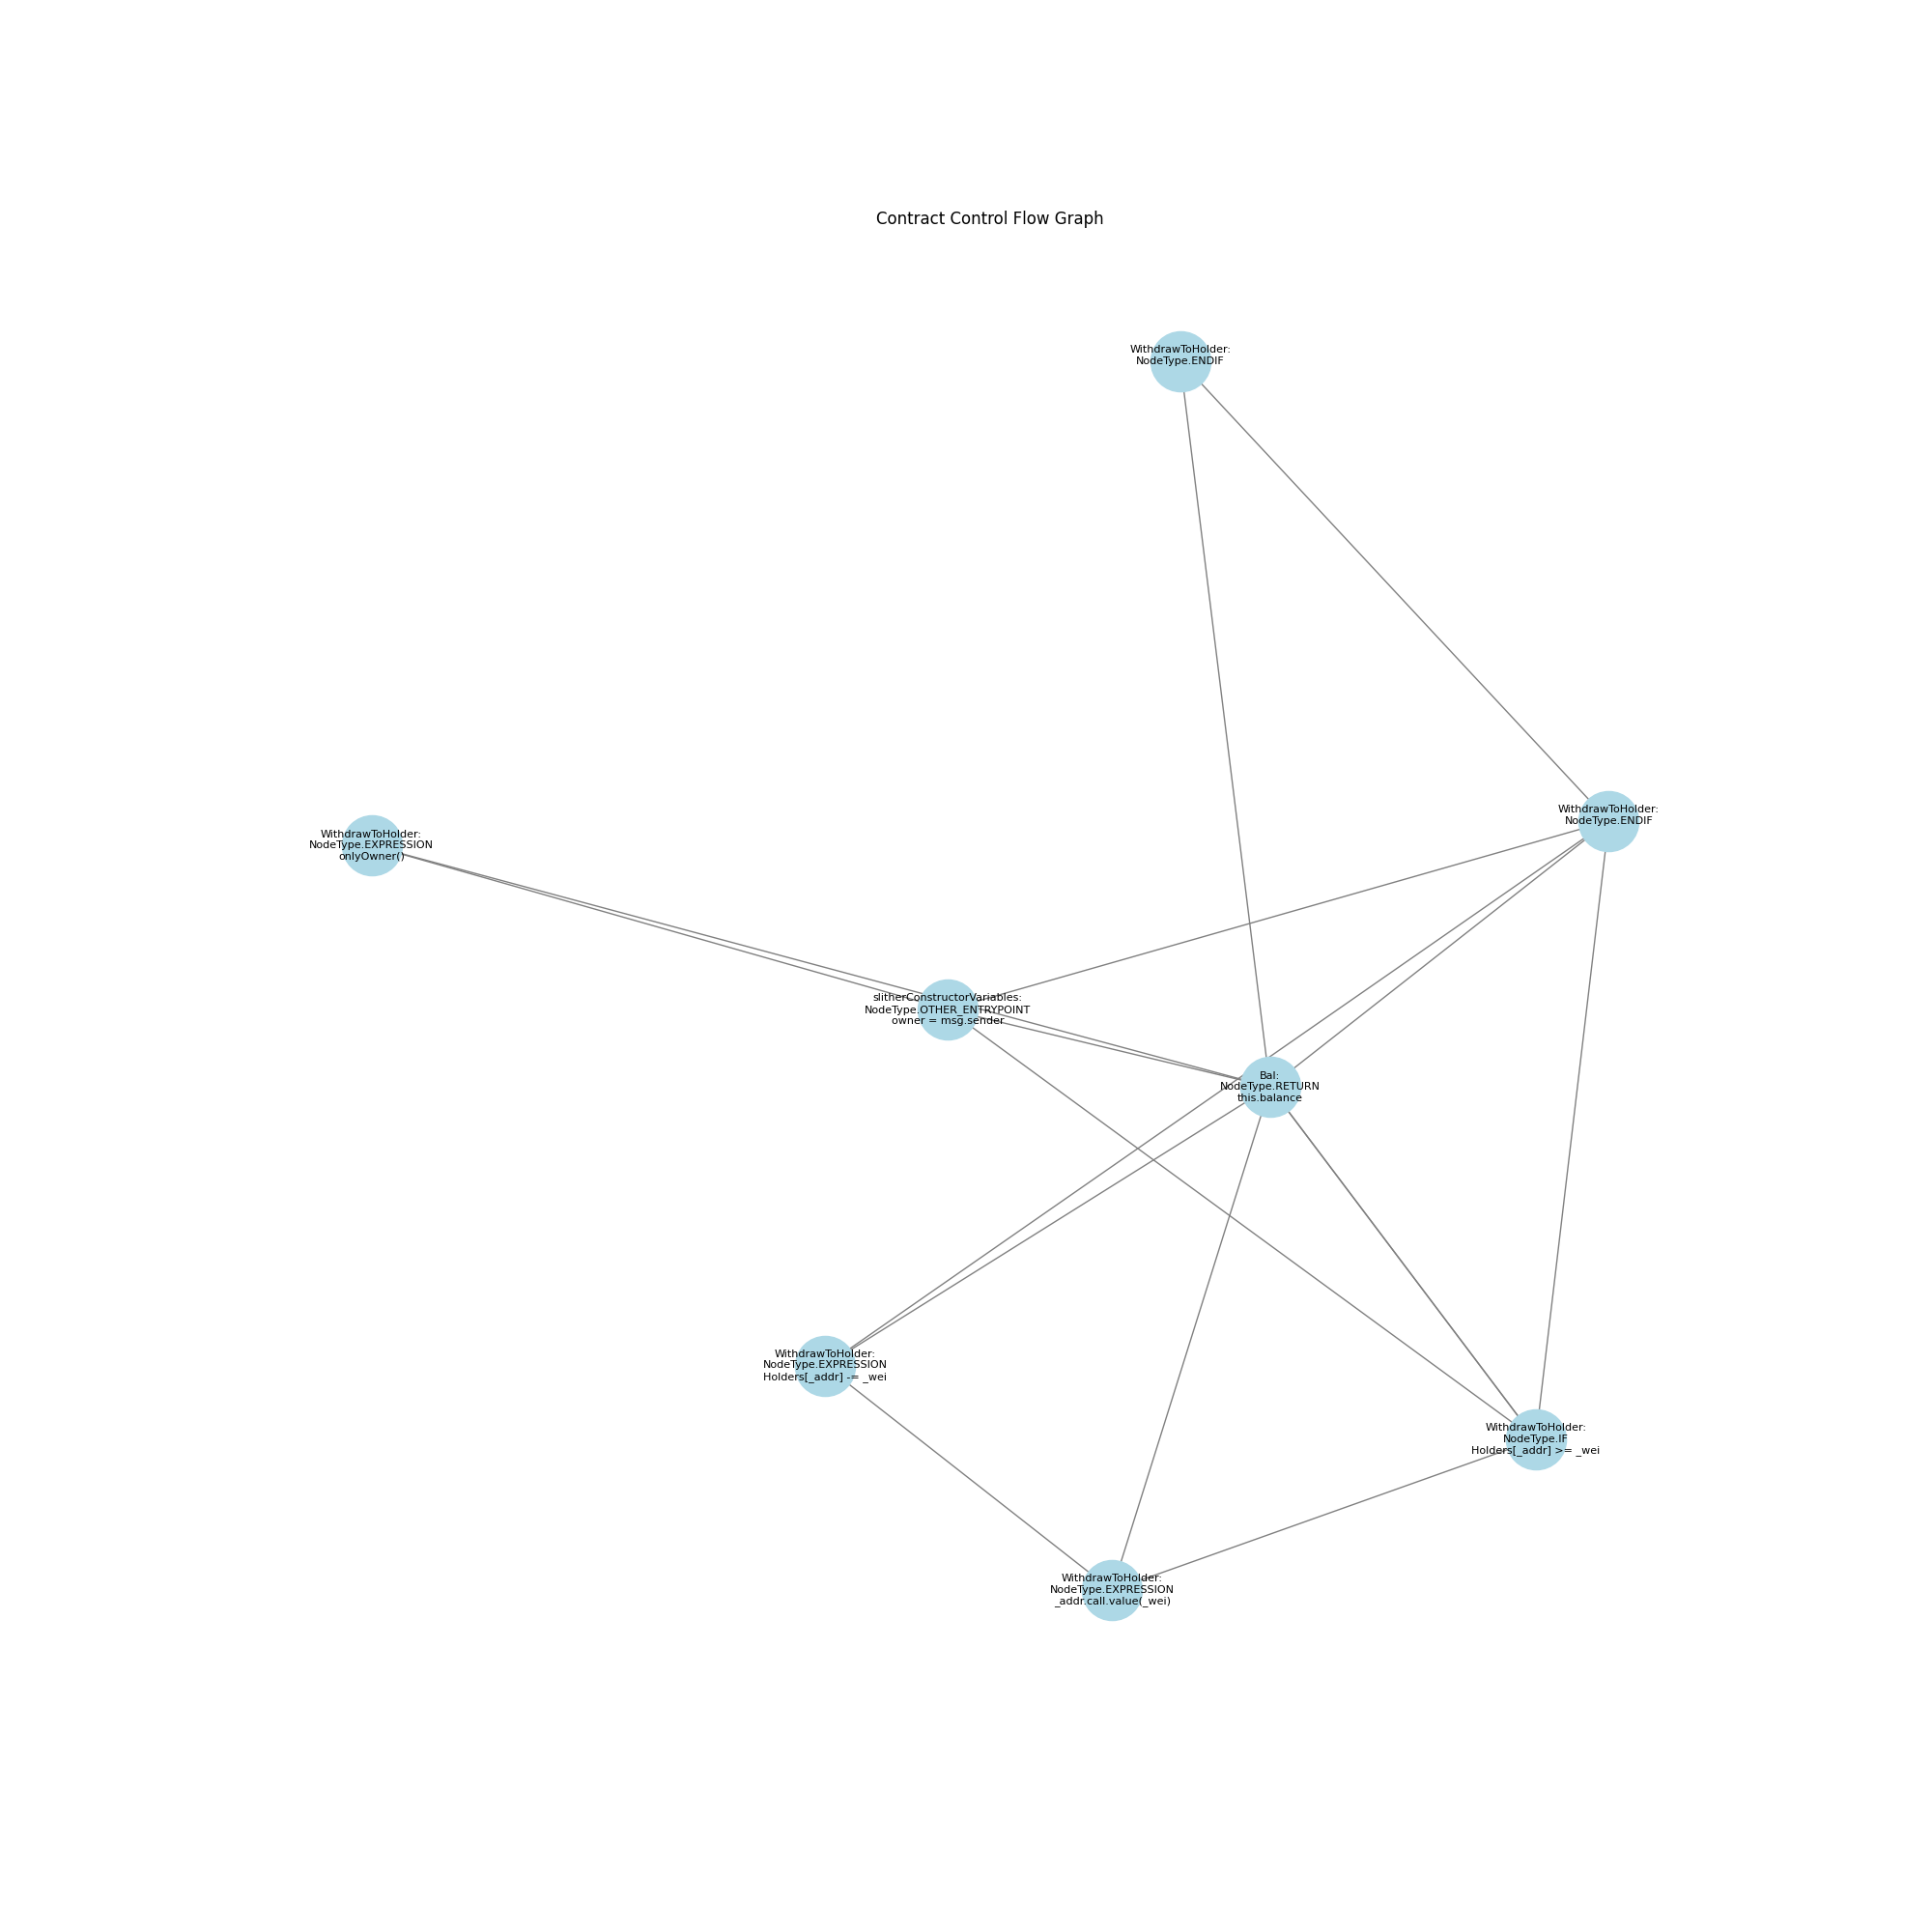 Contract Control Flow Graph
WithdrawToHolder:
NodeType.ENDIF
WithdrawToHolder:
NodeType.ENDIF
WithdrawToHolder:
NodeType.EXPRESSION
onlyOwner()
slitherConstructorVariables:
NodeType.OTHER_ENTRYPOINT
owner = msg.sender
Bal:
NodeType.RETURN
this.balance
WithdrawToHolder:
NodeType.EXPRESSION
Holders[_addr] -= _wei
WithdrawToHolder:
NodeType.IF
Holders[_addr] >= _wei
WithdrawToHolder:
NodeType.EXPRESSION
_addr.call.value(_wei)